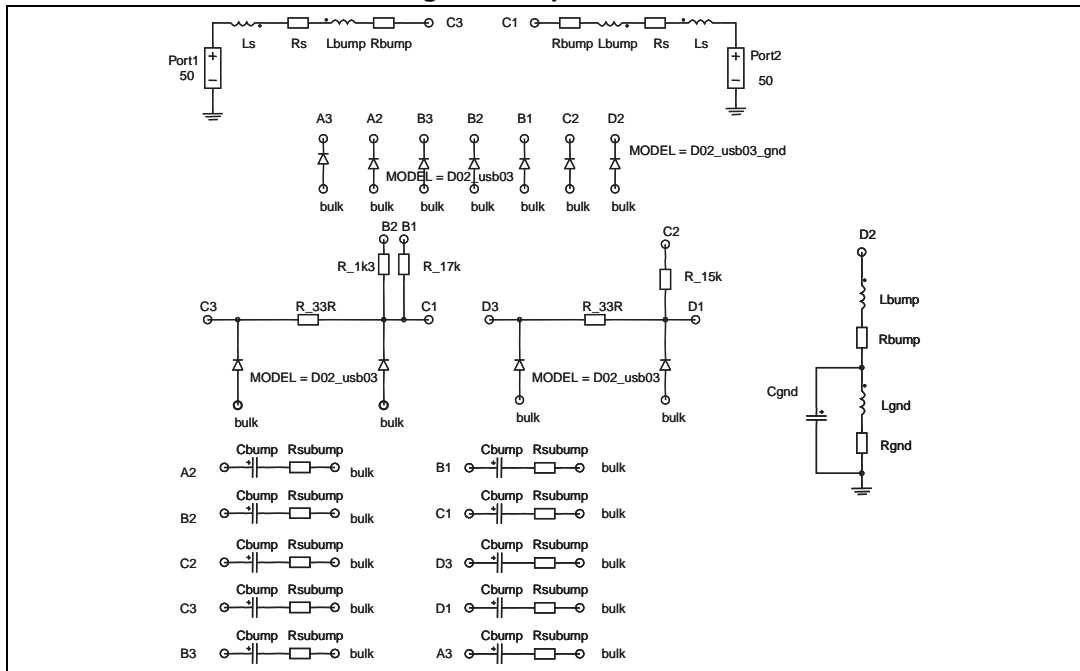 C3 C1
Ls Rs Lbump Rbump Rbump Lbump Rs Ls
Port1
50
Port2
50
A3 A2 B3 B2 B1 C2 D2
MODEL = D02_usb03_gnd
MODEL = D02_usb03
bulk bulk bulk bulk bulk bulk bulk
B2 B1 C2 D2
R_1k3 R_17k R_15k
Lbump
C3 R_33R C1 D3 R_33R D1
Rbump
MODEL = D02_usb03 MODEL = D02_usb03
Cgnd Lgnd
bulk bulk bulk bulk
Rgnd
Cbump Rsubump Cbump Rsubump
A2 bulk B1 bulk
Cbump Rsubump Cbump Rsubump
B2 bulk C1 bulk
Cbump Rsubump Cbump Rsubump
C2 bulk D3 bulk
Cbump Rsubump Cbump Rsubump
C3 bulk D1 bulk
Cbump Rsubump Cbump Rsubump
B3 bulk A3 bulk